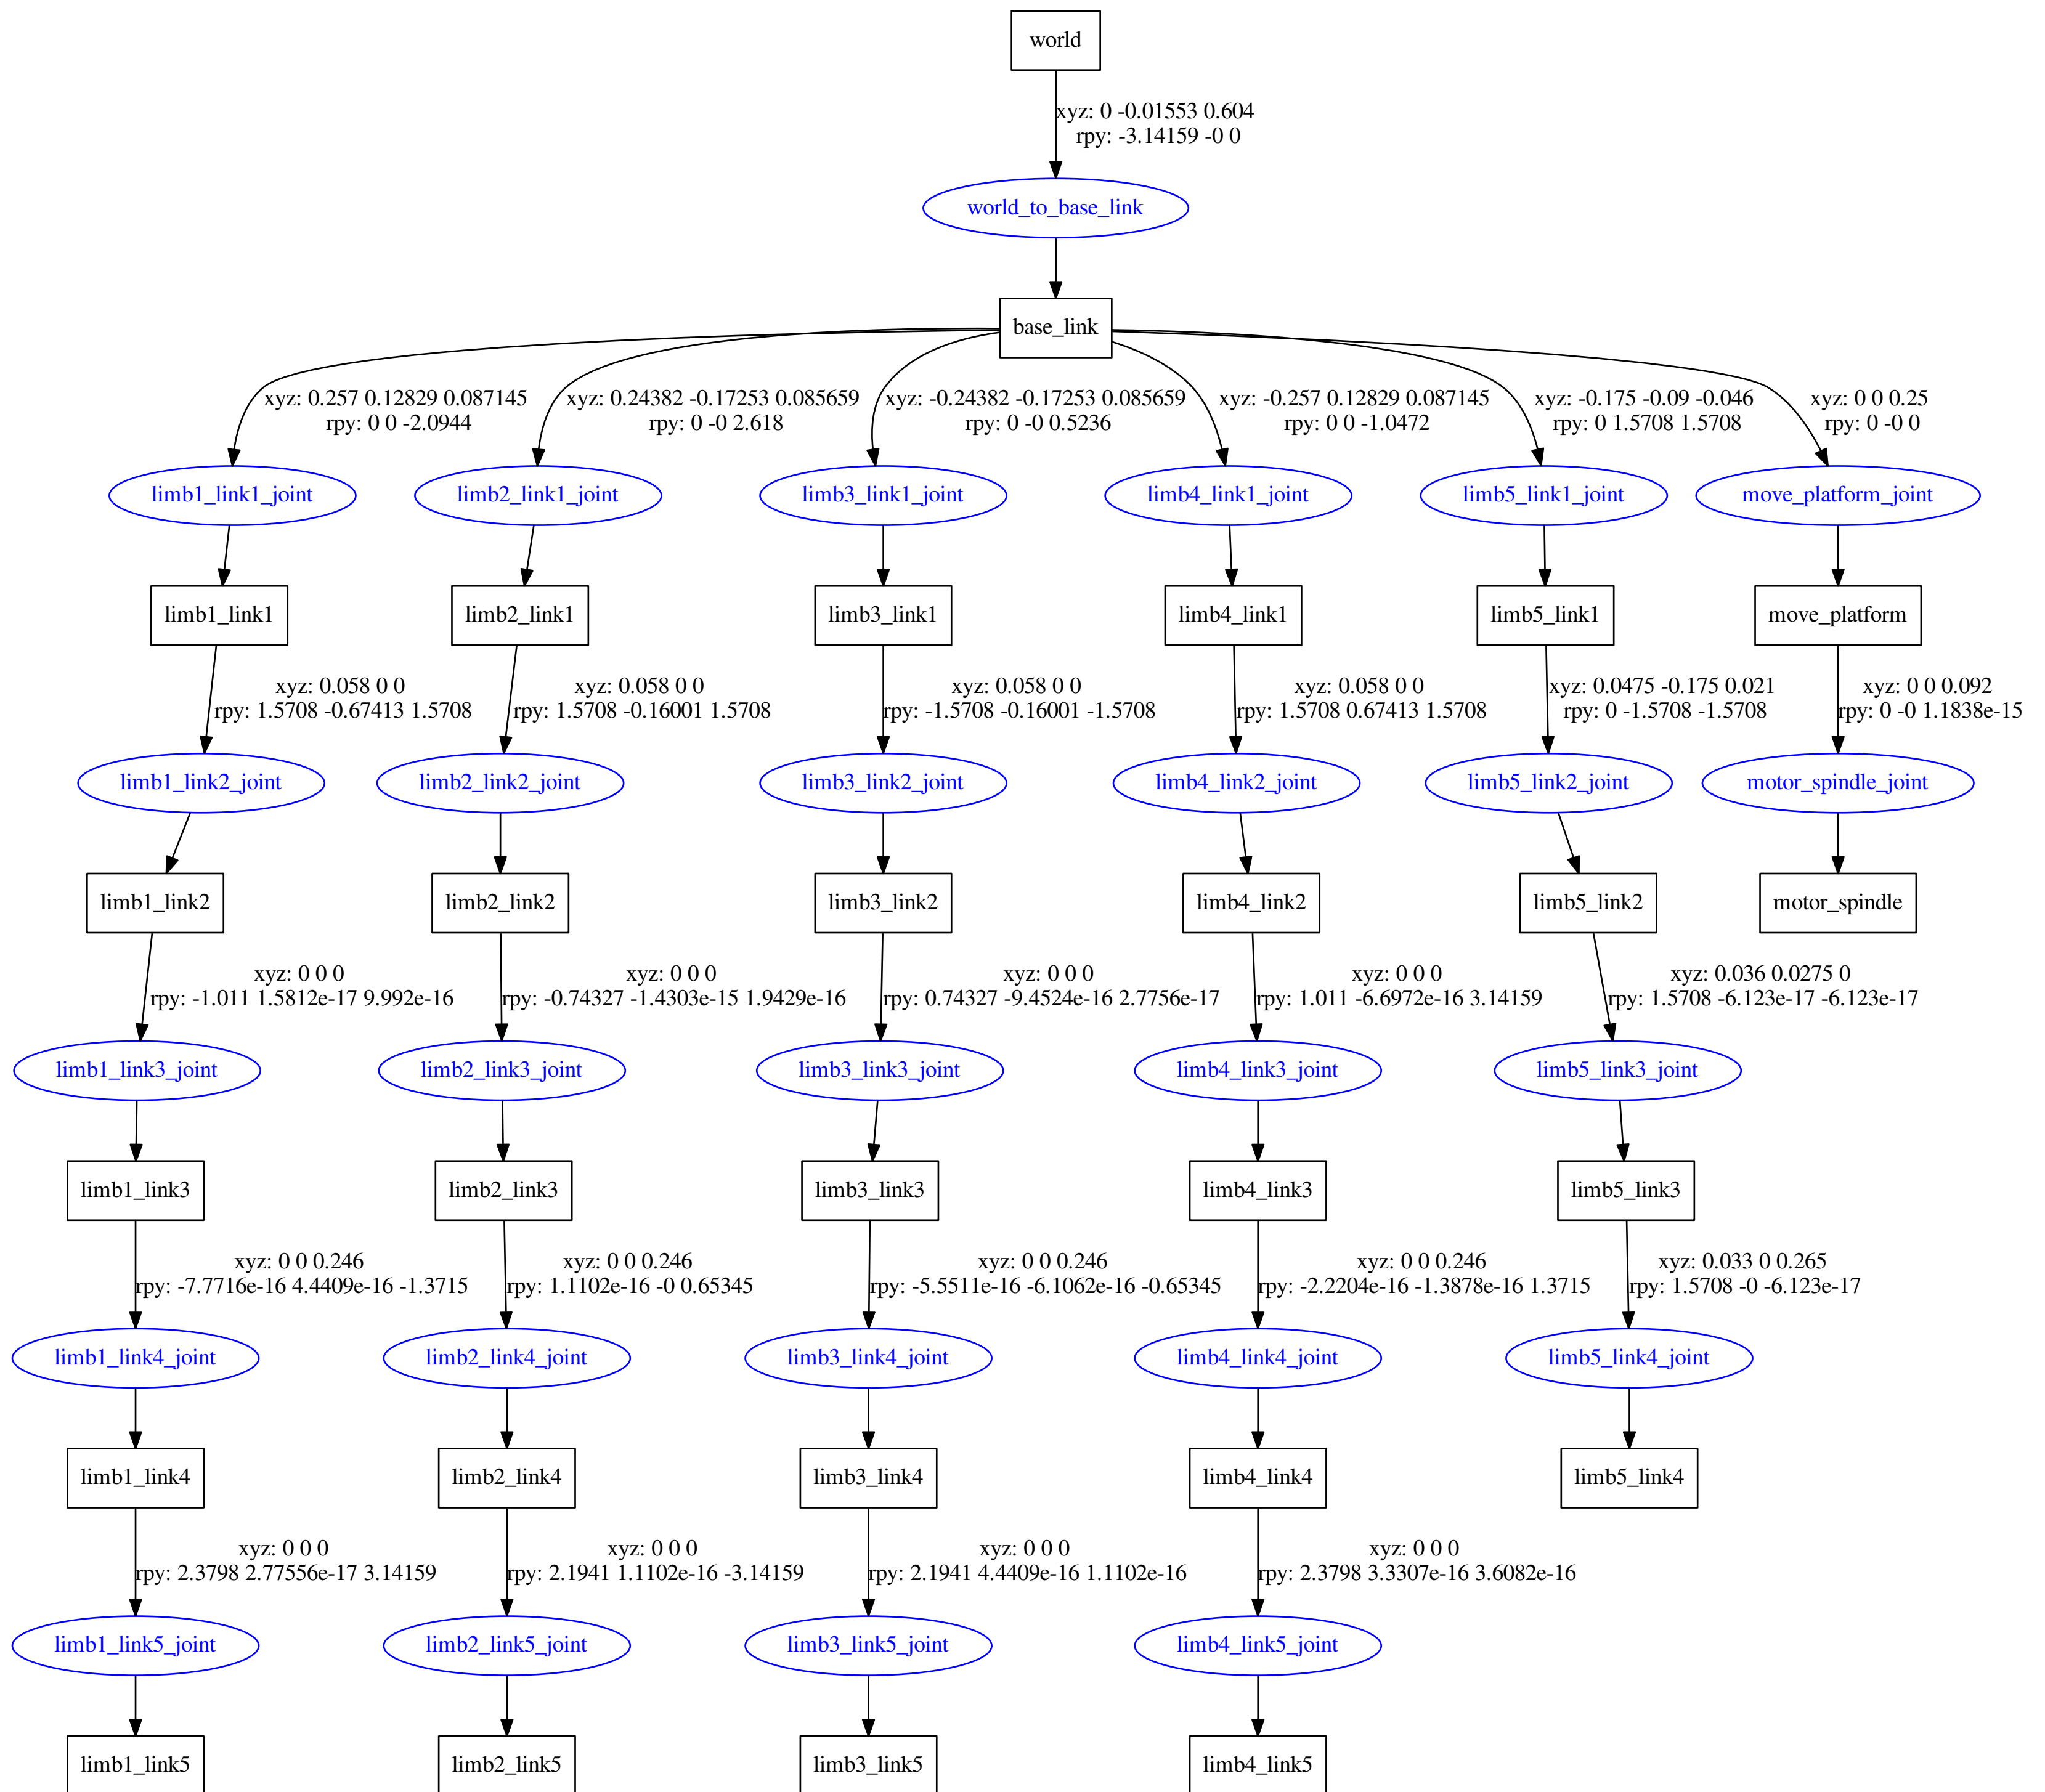 world
xyz: 0 -0.01553 0.604
rpy: -3.14159 -0 0
world_to_base_link
base_link
xyz: 0.257 0.12829 0.087145
rpy: 0 0 -2.0944
xyz: 0.24382 -0.17253 0.085659
rpy: 0 -0 2.618
xyz: -0.24382 -0.17253 0.085659
rpy: 0 -0 0.5236
xyz: -0.257 0.12829 0.087145
rpy: 0 0 -1.0472
xyz: -0.175 -0.09 -0.046
rpy: 0 1.5708 1.5708
xyz: 0 0 0.25
rpy: 0 -0 0
limb1_link1_joint
limb2_link1_joint
limb3_link1_joint
limb4_link1_joint
limb5_link1_joint
move_platform_joint
limb1_link1
limb2_link1
limb3_link1
limb4_link1
limb5_link1
move_platform
xyz: 0.058 0 0
rpy: 1.5708 -0.67413 1.5708
xyz: 0.058 0 0
rpy: 1.5708 -0.16001 1.5708
xyz: 0.058 0 0
rpy: -1.5708 -0.16001 -1.5708
xyz: 0.058 0 0
rpy: 1.5708 0.67413 1.5708
xyz: 0.0475 -0.175 0.021
rpy: 0 -1.5708 -1.5708
xyz: 0 0 0.092
rpy: 0 -0 1.1838e-15
limb1_link2_joint
limb2_link2_joint
limb3_link2_joint
limb4_link2_joint
limb5_link2_joint
motor_spindle_joint
limb1_link2
limb2_link2
limb3_link2
limb4_link2
limb5_link2
motor_spindle
xyz: 0 0 0
rpy: -1.011 1.5812e-17 9.992e-16
xyz: 0 0 0
rpy: -0.74327 -1.4303e-15 1.9429e-16
xyz: 0 0 0
rpy: 0.74327 -9.4524e-16 2.7756e-17
xyz: 0 0 0
rpy: 1.011 -6.6972e-16 3.14159
xyz: 0.036 0.0275 0
rpy: 1.5708 -6.123e-17 -6.123e-17
limb1_link3_joint
limb2_link3_joint
limb3_link3_joint
limb4_link3_joint
limb5_link3_joint
limb1_link3
limb2_link3
limb3_link3
limb4_link3
limb5_link3
xyz: 0 0 0.246
rpy: -7.7716e-16 4.4409e-16 -1.3715
xyz: 0 0 0.246
rpy: 1.1102e-16 -0 0.65345
xyz: 0 0 0.246
rpy: -5.5511e-16 -6.1062e-16 -0.65345
xyz: 0 0 0.246
rpy: -2.2204e-16 -1.3878e-16 1.3715
xyz: 0.033 0 0.265
rpy: 1.5708 -0 -6.123e-17
limb1_link4_joint
limb2_link4_joint
limb3_link4_joint
limb4_link4_joint
limb5_link4_joint
limb1_link4
limb2_link4
limb3_link4
limb4_link4
limb5_link4
xyz: 0 0 0
rpy: 2.3798 2.77556e-17 3.14159
xyz: 0 0 0
rpy: 2.1941 1.1102e-16 -3.14159
xyz: 0 0 0
rpy: 2.1941 4.4409e-16 1.1102e-16
xyz: 0 0 0
rpy: 2.3798 3.3307e-16 3.6082e-16
limb1_link5_joint
limb2_link5_joint
limb3_link5_joint
limb4_link5_joint
limb1_link5
limb2_link5
limb3_link5
limb4_link5